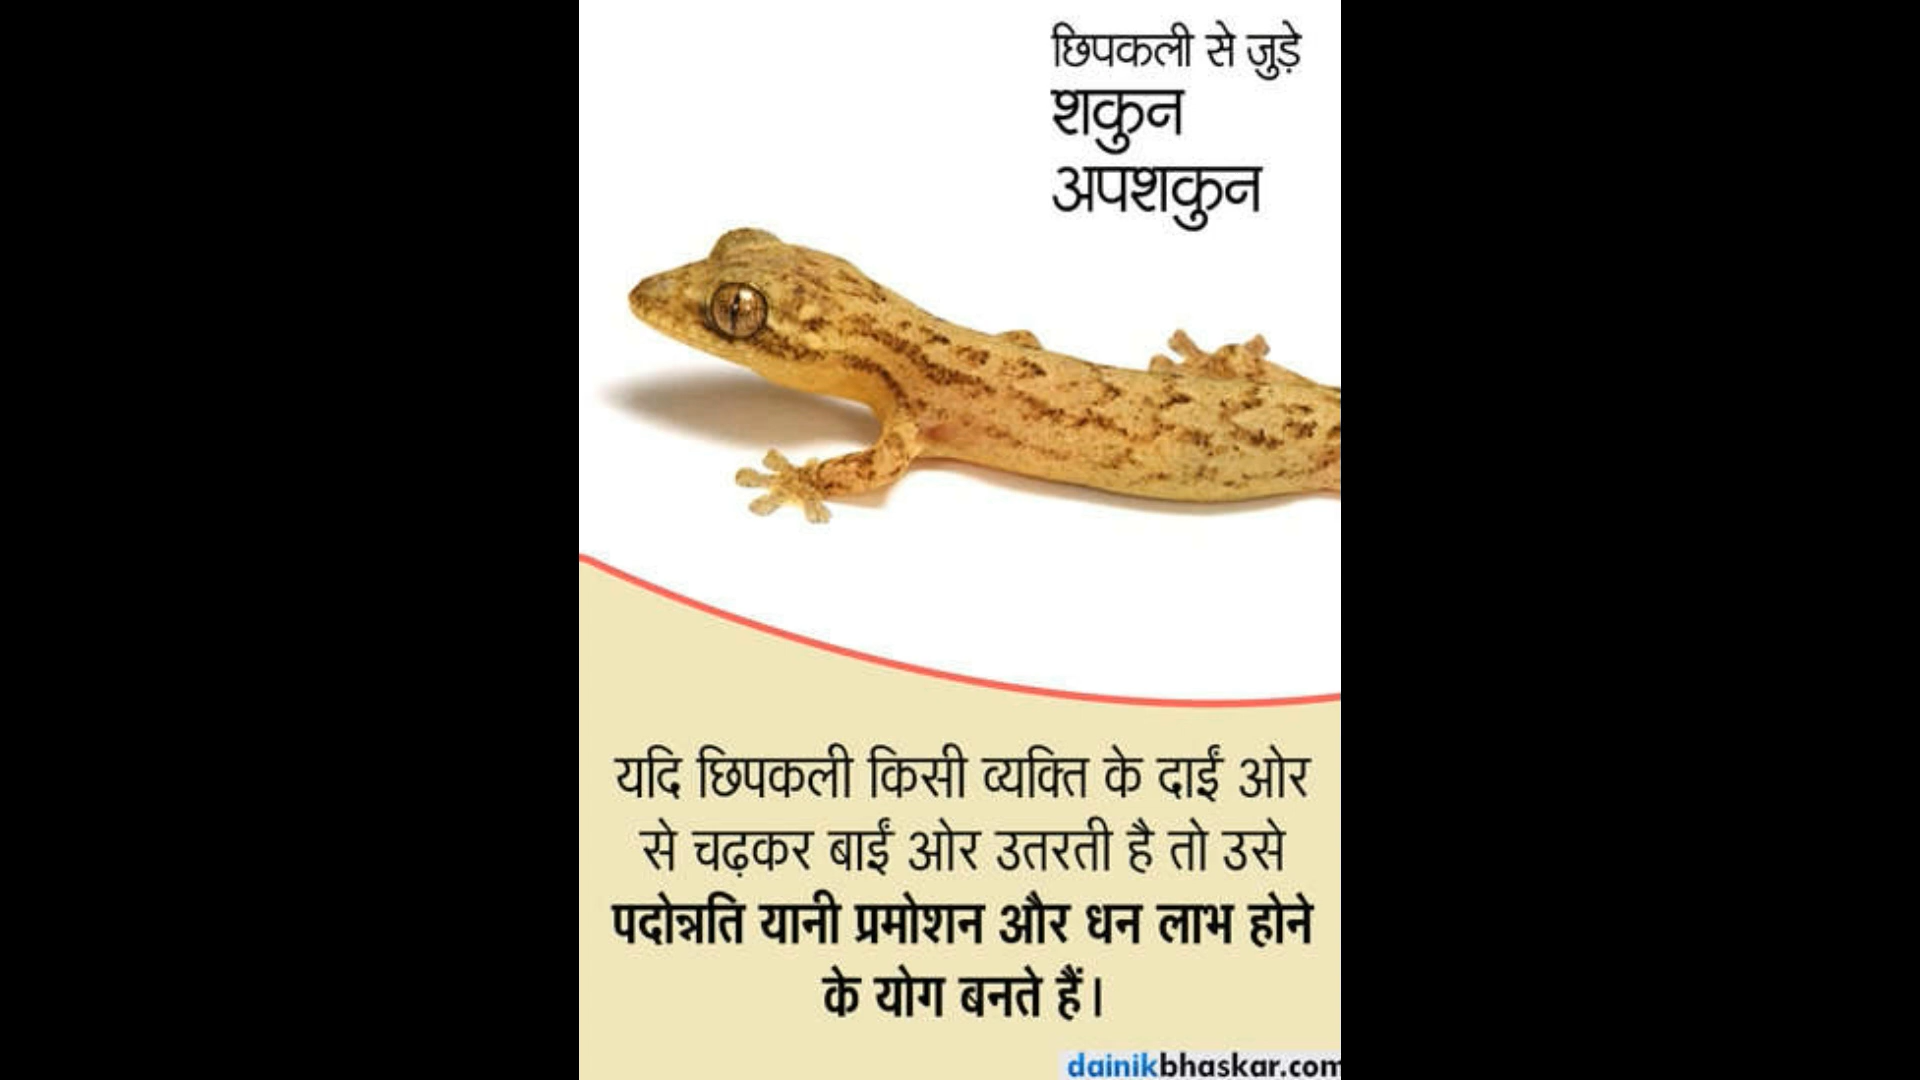 छिपकली से जुड़े
शकुन
अपशकुन
यदि छिपकली किसी व्यक्ति के दाईं ओर
से चढ़कर बाईं ओर उतरती है तो उसे
पदोन्नति यानी प्रमोशन और धन लाभ होने
के योग बनते हैं।
dainikbhaskar.com